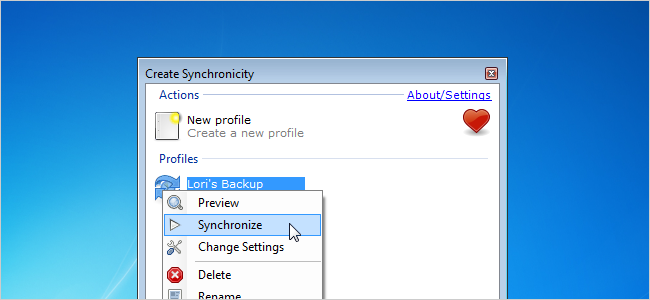 Create Synchronicity
Actions
About/Settings
New profile
Create a new profile
Profiles
Lori's Backup
Preview
Synchronize
Change Settings
Delete
Rename